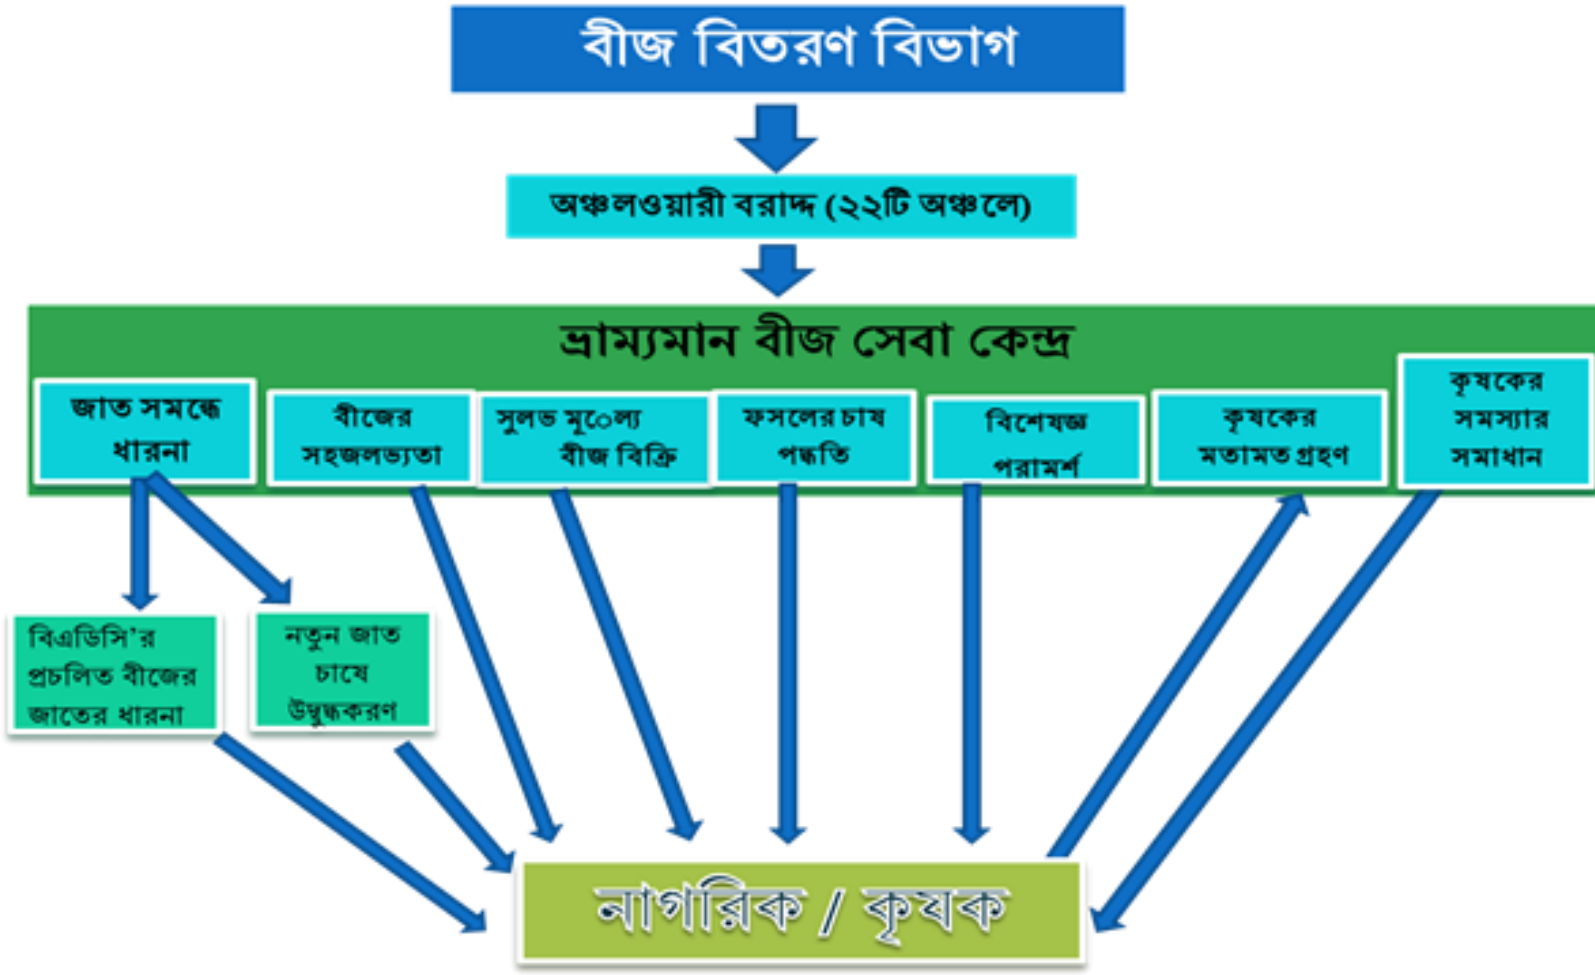 বীজ বিতরণ বিভাগ
অঞ্চলওয়ারী বরাদ্দ (২২টি অঞ্চলে)
ভ্রাম্যমান বীজ সেবা কেন্দ্র
জাত সমন্ধে
ধারনা
বীজের
সহজলভ্যতা
সুলভ মূ্েল্য
বীজ বিক্রি
ফসলের চাষ
পদ্ধতি
বিশেষজ্ঞ
পরামর্শ
কৃষকের
মতামত গ্রহণ
কৃষকের
সমস্যার
সমাধান
বিএডিসি'র
প্রচলিত বীজের
জাতের ধারনা
নতুন জাত
চাষে
উদ্বুদ্ধকরণ
নাগরিক / কৃষক